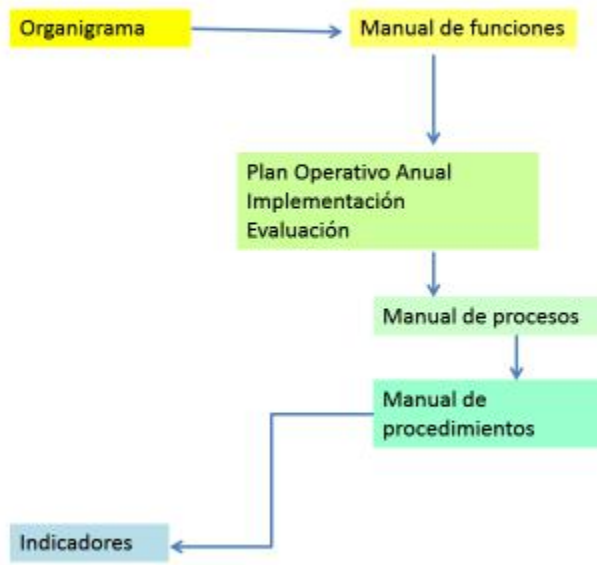 Organigrama
Manual de funciones
Plan Operativo Anual
Implementación
Evaluación
Manual de procesos
Manual de
procedimientos
Indicadores